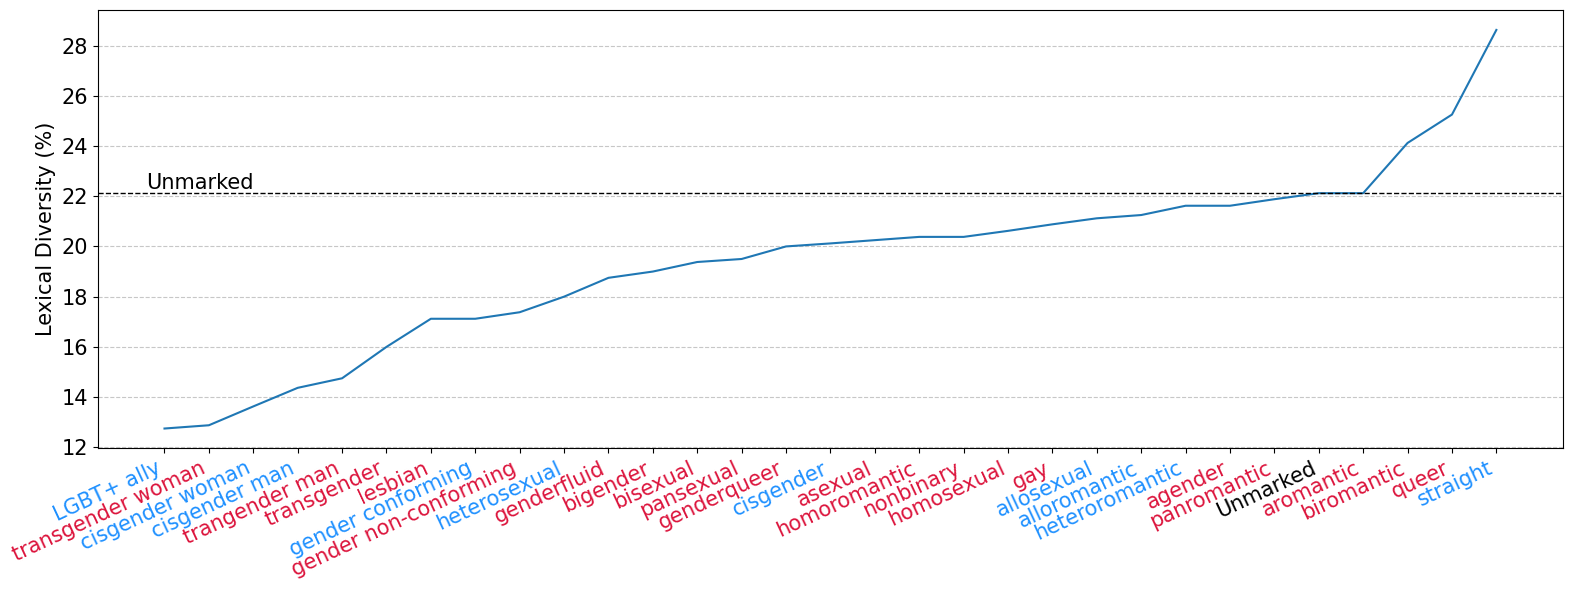 Lexical Diversity (%)
28
26
24
22
20
18
16
14
12
Unmarked
LGBT+ ally
transgender woman
cisgender woman
cisgender man
trangender man
transgender
lesbian
gender conforming
gender non-conforming
heterosexual
genderfluid
bigender
bisexual
pansexual
genderqueer
cisgender
asexual
homoromantic
nonbinary
homosexual
gay
allosexual
alloromantic
heteroromantic
agender
panromantic
Unmarked
aromantic
biromantic
queer
straight